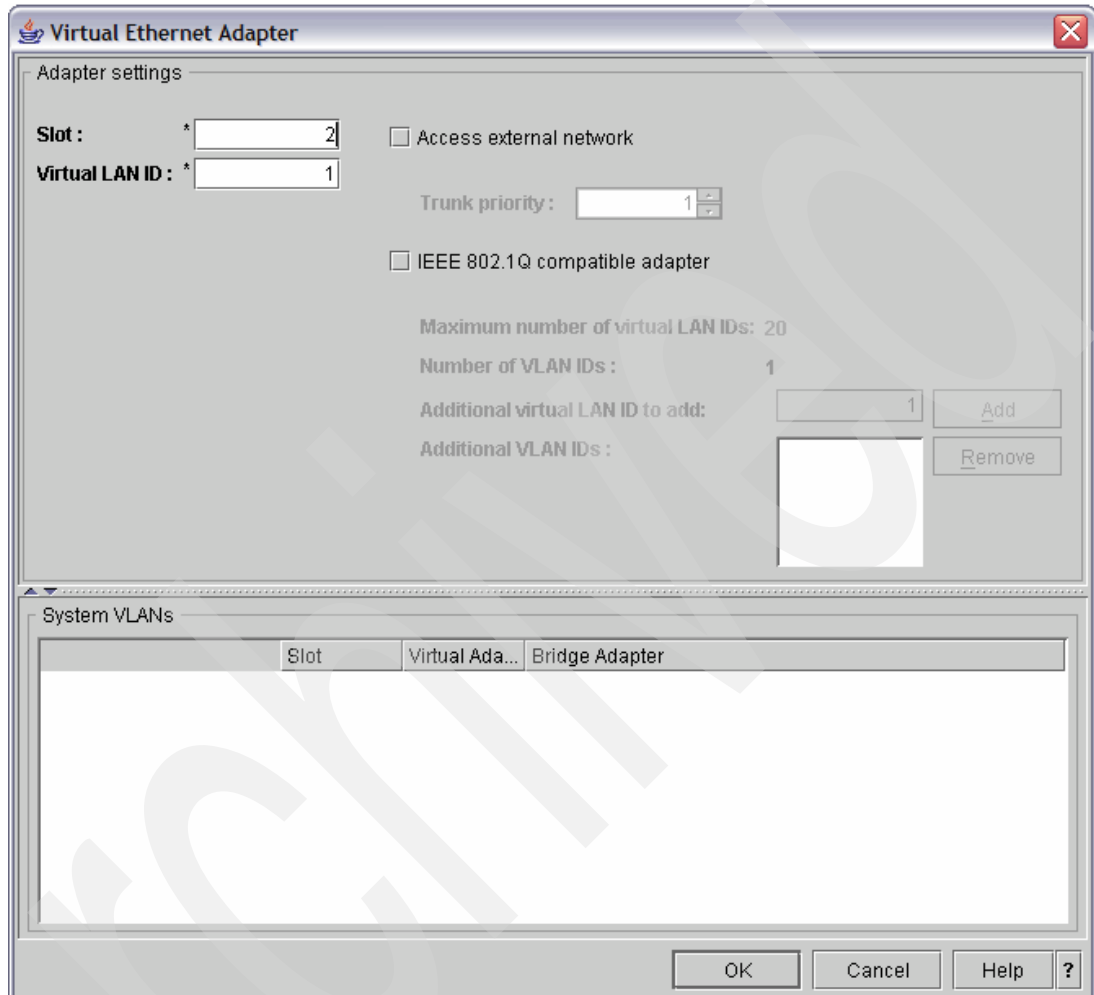 Virtual Ethernet Adapter
Adapter settings
Slot : * 2
Virtual LAN ID : * 1
Access external network
Trunk priority : 1
IEEE 802.1Q compatible adapter
Maximum number of virtual LAN IDs: 20
Number of VLAN IDs : 1
Additional virtual LAN ID to add: 1 Add
Additional VLAN IDs : Remove
System VLANs
Slot Virtual Ada... Bridge Adapter
OK Cancel Help ?
rchived